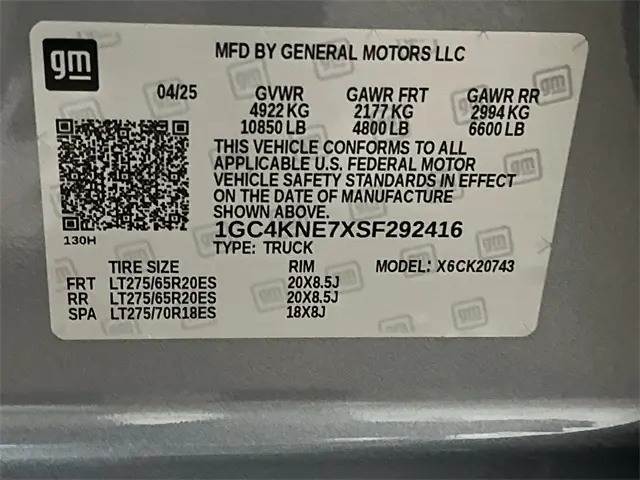 gm
MFD BY GENERAL MOTORS LLC
04/25 GVWR GAWR FRT GAWR RR
4922 KG 2177 KG 2994 KG
10850 LB 4800 LB 6600 LB
THIS VEHICLE CONFORMS TO ALL
APPLICABLE U.S. FEDERAL MOTOR
VEHICLE SAFETY STANDARDS IN EFFECT
ON THE DATE OF MANUFACTURE
SHOWN ABOVE.
1GC4KNE7XSF292416
130H
TYPE: TRUCK
TIRE SIZE RIM MODEL: X6CK20743
FRT LT275/65R20ES 20X8.5J
RR LT275/65R20ES 20X8.5J
SPA LT275/70R18ES 18X8J